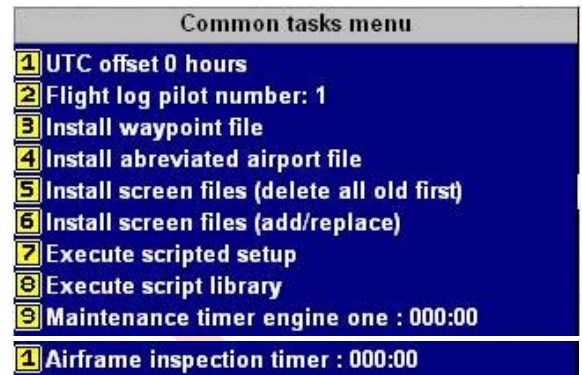 Common tasks menu
1 UTC offset 0 hours
2 Flight log pilot number: 1
3 Install waypoint file
4 Install abreviated airport file
5 Install screen files (delete all old first)
6 Install screen files (add/replace)
7 Execute scripted setup
8 Execute script library
9 Maintenance timer engine one : 000:00
1 Airframe inspection timer : 000:00